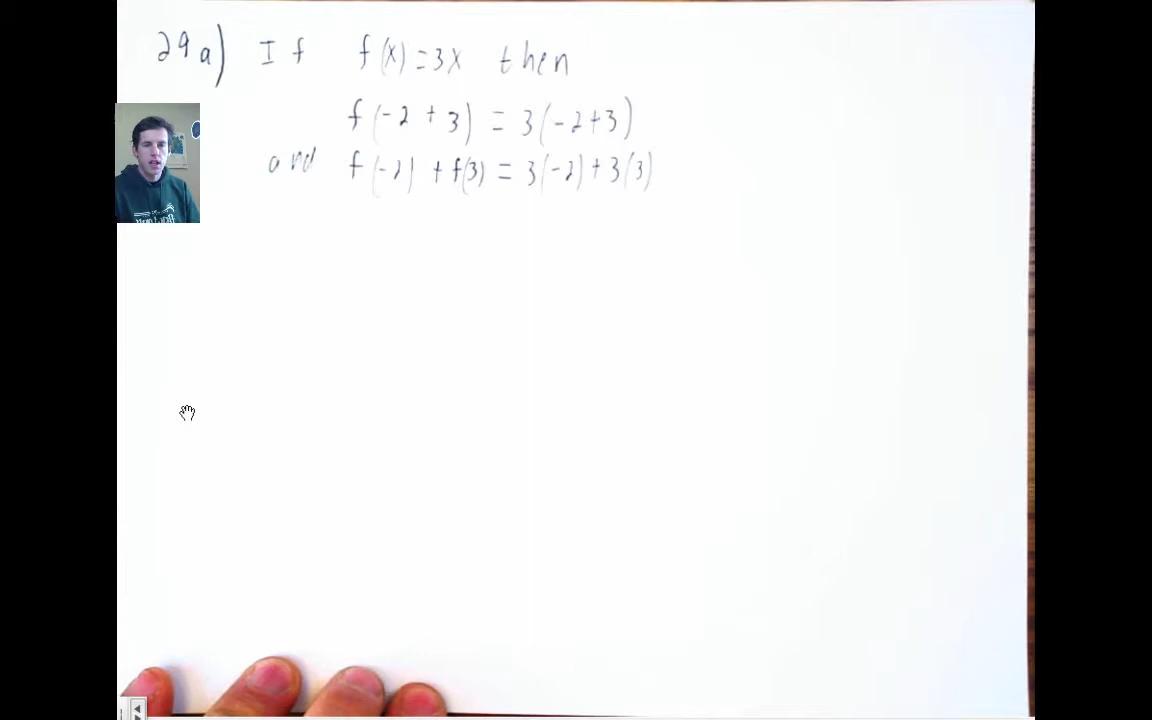 29a) If f(x)=3x then
f(-2 + 3) = 3(-2+3)
and f(-2) + f(3) = 3(-2)+3(3)